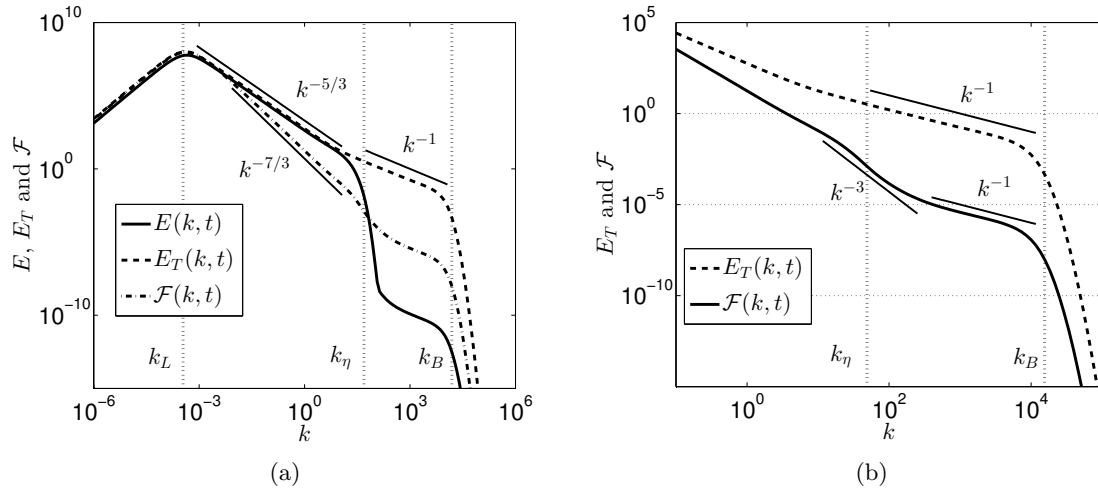 10^10
10^0
10^-10
E, E_T and 𝓕
k^-5/3
k^-7/3
k^-1
E(k, t)
E_T(k, t)
𝓕(k, t)
k_L
k_η
k_B
10^-6
10^-3
10^0
10^3
10^6
k
(a)
10^5
10^0
10^-5
10^-10
E_T and 𝓕
k^-1
k^-3
k^-1
E_T(k, t)
𝓕(k, t)
k_η
k_B
10^0
10^2
10^4
k
(b)